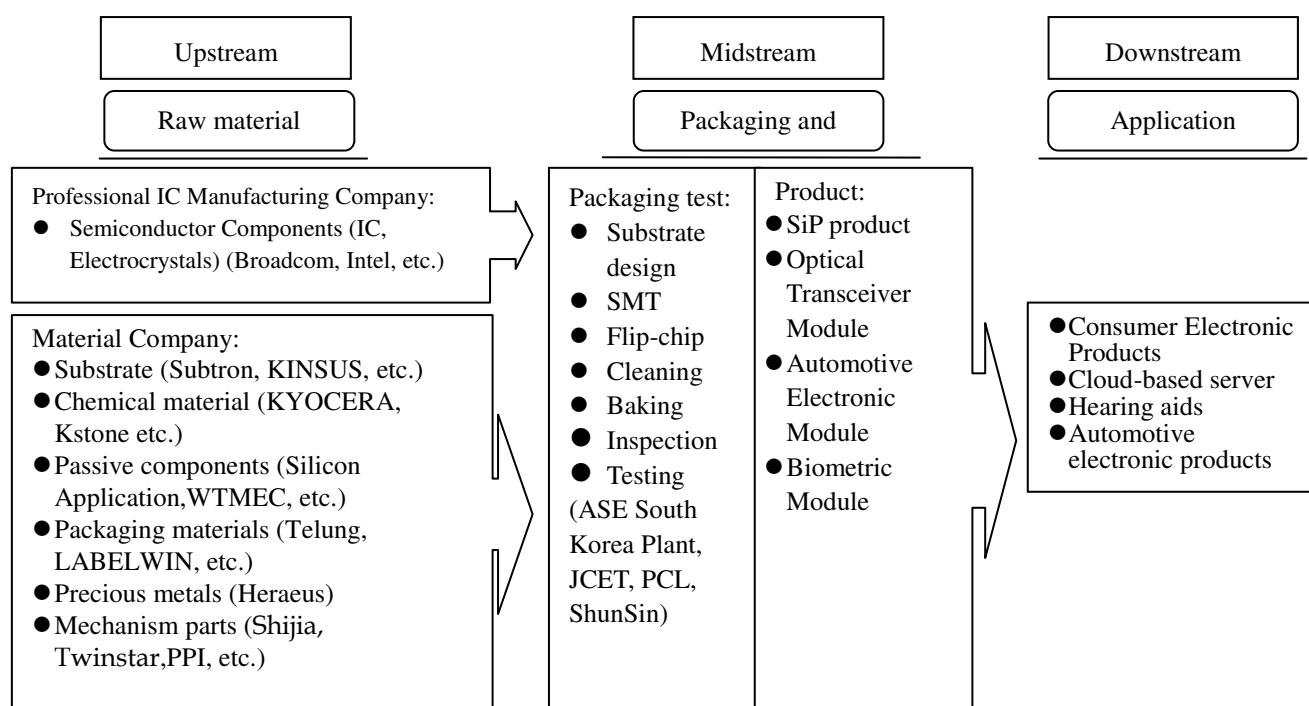 Upstream
Midstream
Downstream
Raw material
Packaging and
Application
Professional IC Manufacturing Company:
● Semiconductor Components (IC,
Electrocrystals) (Broadcom, Intel, etc.)
Material Company:
● Substrate (Subtron, KINSUS, etc.)
● Chemical material (KYOCERA,
Kstone etc.)
● Passive components (Silicon
Application,WTMEC, etc.)
● Packaging materials (Telung,
LABELWIN, etc.)
● Precious metals (Heraeus)
● Mechanism parts (Shijia,
Twinstar,PPI, etc.)
Packaging test:
● Substrate
design
● SMT
● Flip-chip
● Cleaning
● Baking
● Inspection
● Testing
(ASE South
Korea Plant,
JCET, PCL,
ShunSin)
Product:
● SiP product
● Optical
Transceiver
Module
● Automotive
Electronic
Module
● Biometric
Module
● Consumer Electronic
Products
● Cloud-based server
● Hearing aids
● Automotive
electronic products